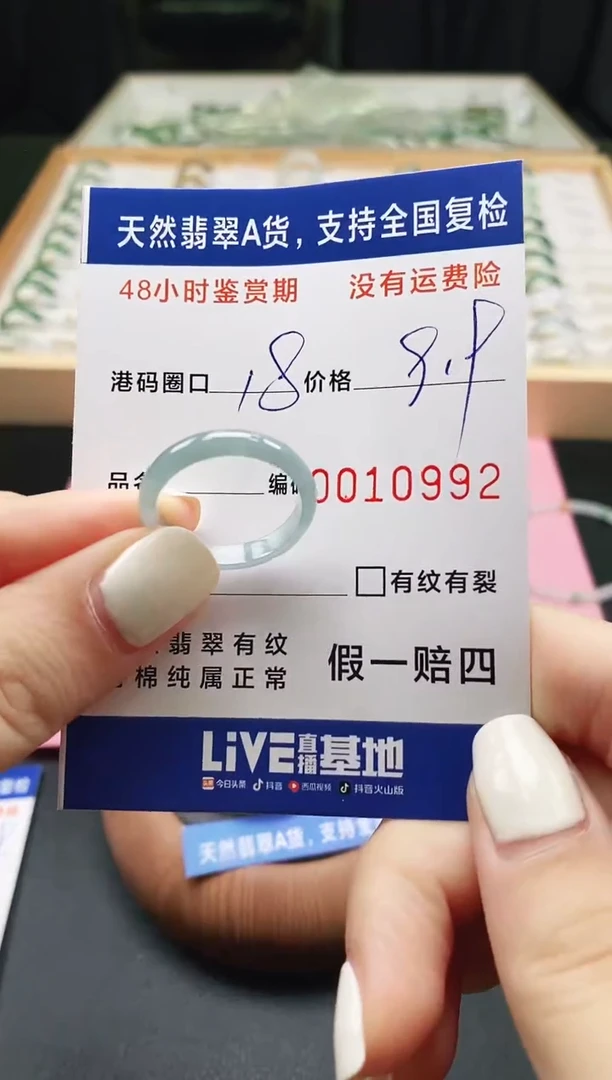 天然翡翠A货，支持全国复检
48小时鉴赏期 没有运费险
港码圈口 18 价格
品名 编码 0010992
有纹有裂
翡翠有纹 假一赔四
棉纯属正常
LiVE直播基地
今日头条 抖音 西瓜视频 抖音火山版
天然翡翠A货，支持